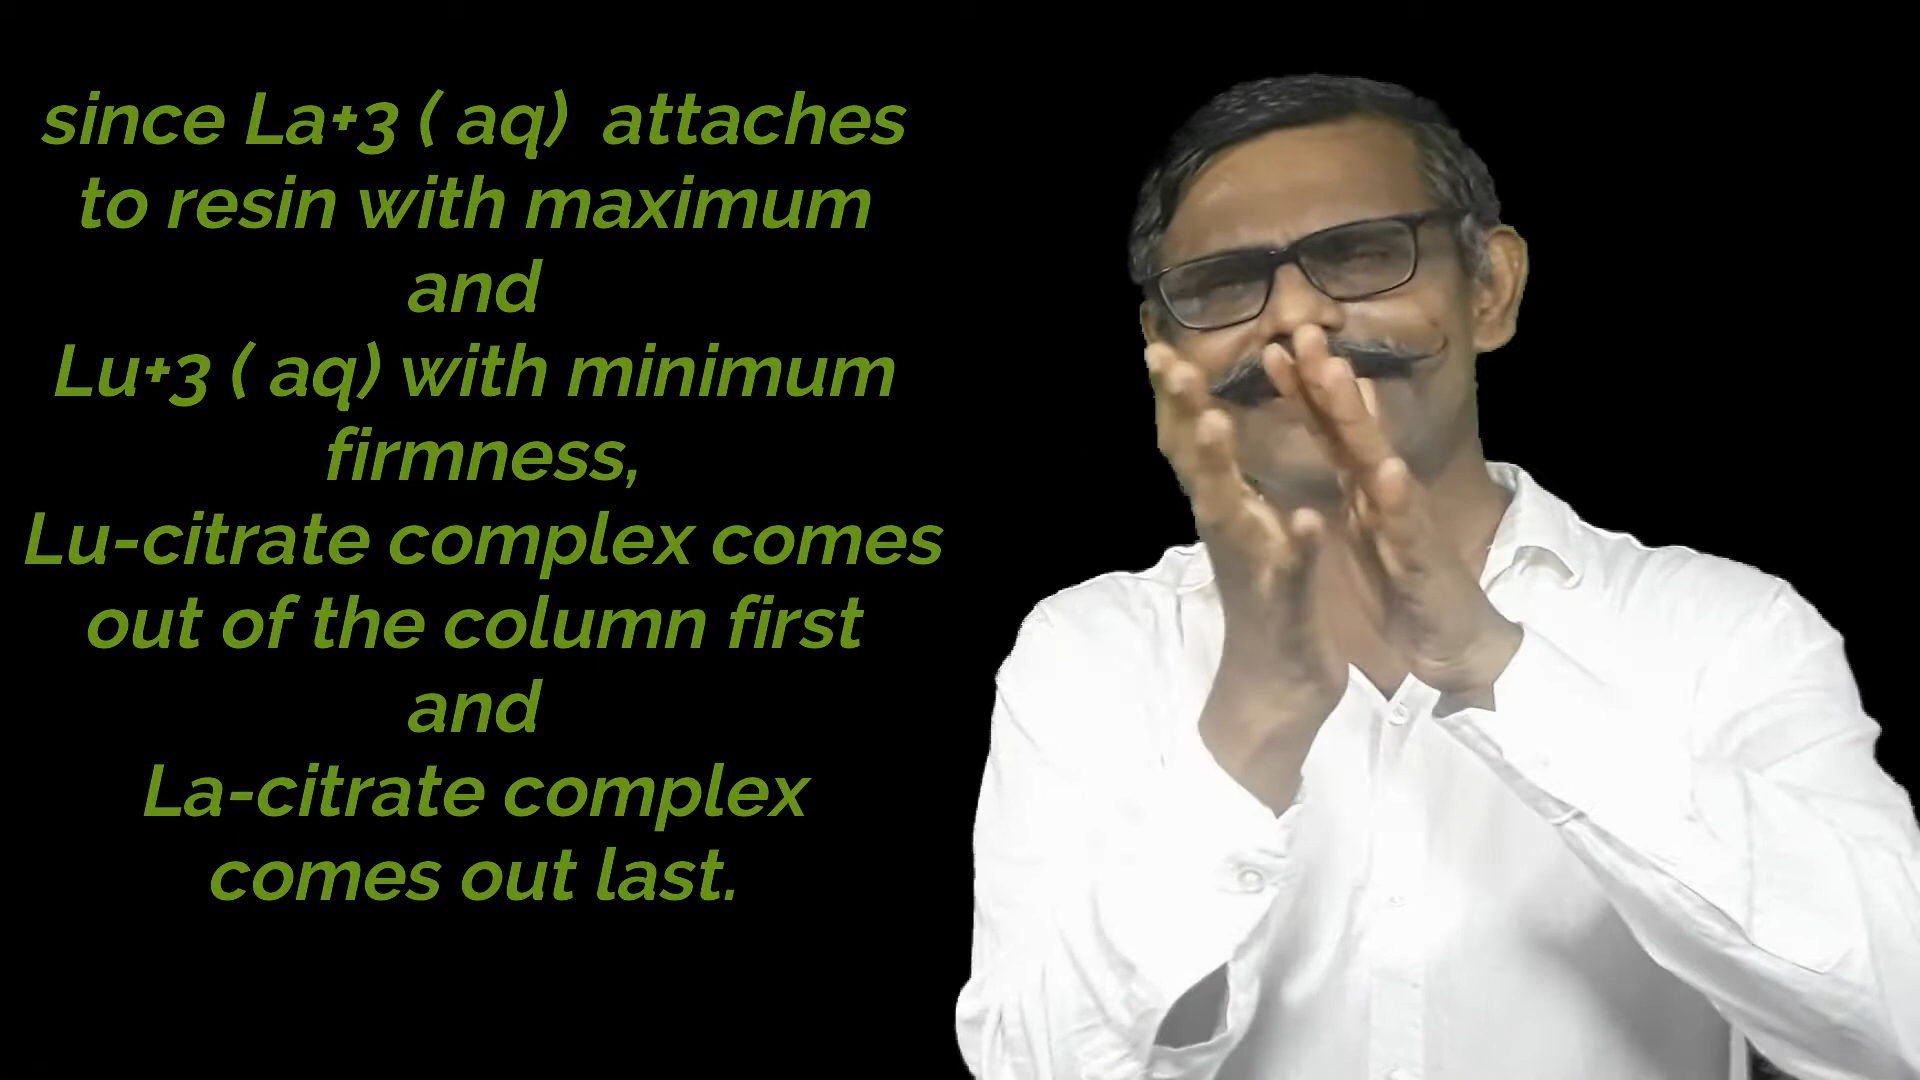 since La+3 ( aq) attaches
to resin with maximum
and
Lu+3 ( aq) with minimum
firmness,
Lu-citrate complex comes
out of the column first
and
La-citrate complex
comes out last.